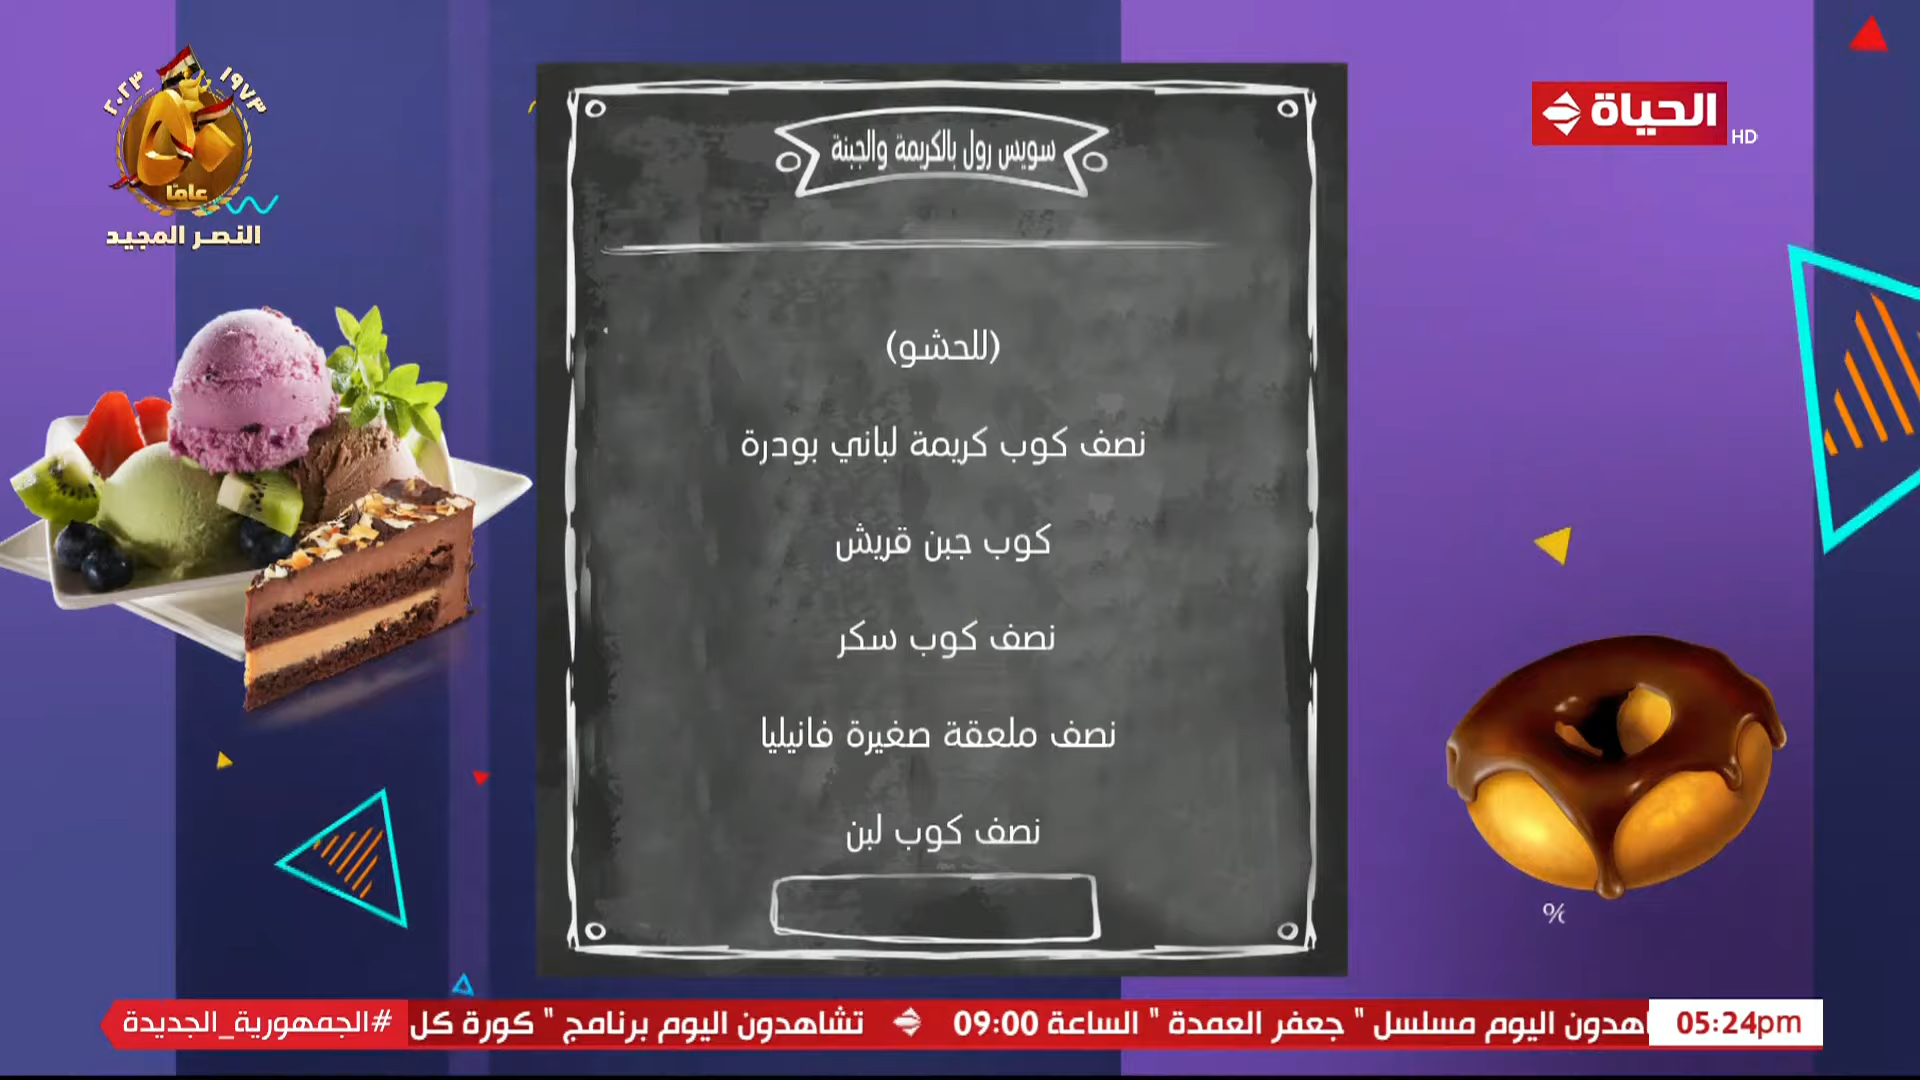 ١٩٧٣
٢٠٢٣
٥٠
عامًا
النصر المجيد
الحياة
HD
سويس رول بالكريمة والجبنة
(للحشو)
نصف كوب كريمة لباني بودرة
كوب جبن قريش
نصف كوب سكر
نصف ملعقة صغيرة فانيليا
نصف كوب لبن
%
05:24pm
اهدون اليوم مسلسل " جعفر العمدة " الساعة 09:00
تشاهدون اليوم برنامج " كورة كل
#الجمهورية_الجديدة